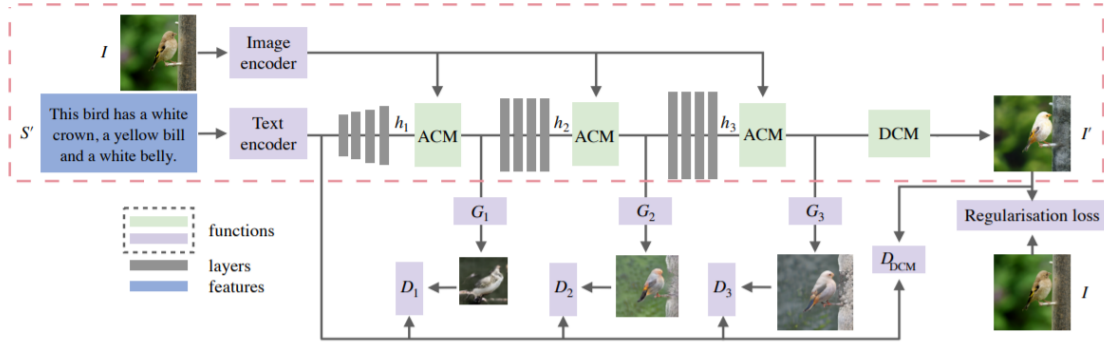 I
Image
encoder
S′
This bird has a white
crown, a yellow bill
and a white belly.
Text
encoder
h1
ACM
h2
ACM
h3
ACM
DCM
I′
G1
G2
G3
Regularisation loss
functions
layers
features
D1
D2
D3
DDCM
I